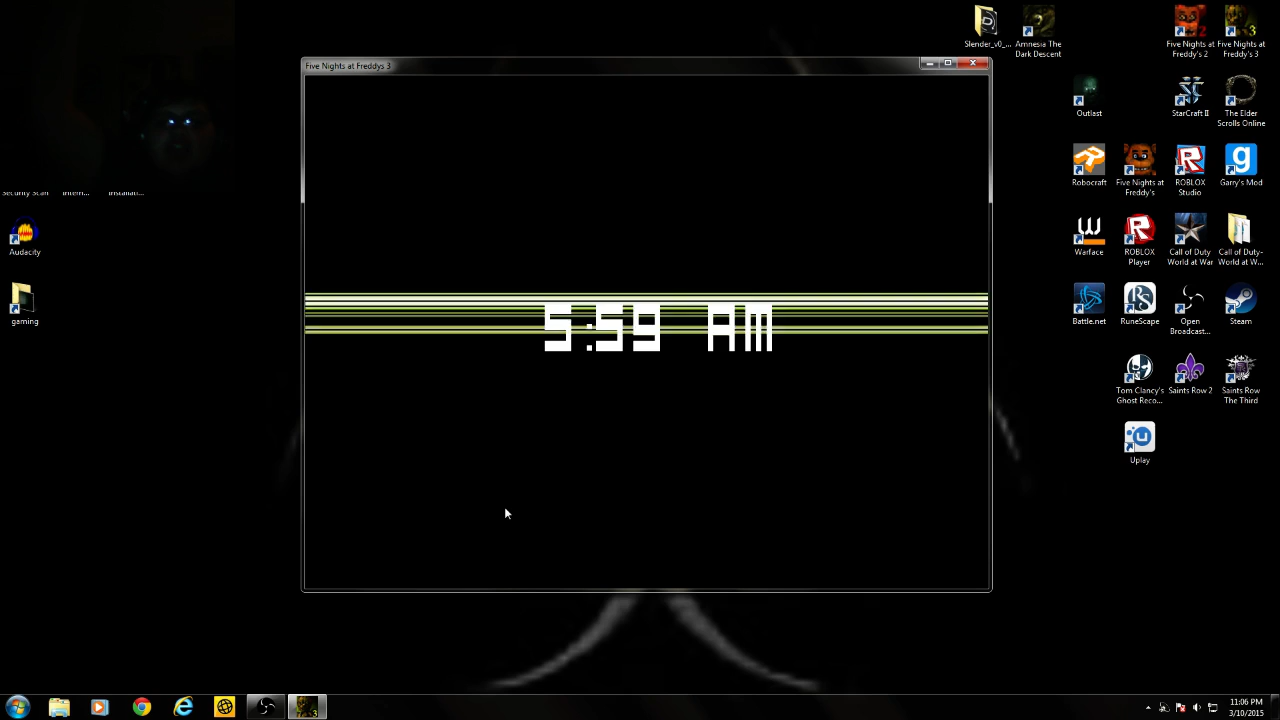 Slender_v0_...
Amnesia The
Dark Descent
Five Nights at
Freddy's 2
Five Nights at
Freddy's 3
Five Nights at Freddys 3
Outlast
StarCraft II
The Elder
Scrolls Online
Security Scan
Intern...
Installati...
Robocraft
Five Nights at
Freddy's
ROBLOX
Studio
Garry's Mod
Audacity
Warface
ROBLOX
Player
Call of Duty
World at War
Call of Duty-
World at W...
gaming
5:59 AM
Battle.net
RuneScape
Open
Broadcast...
Steam
Tom Clancy's
Ghost Reco...
Saints Row 2
Saints Row
The Third
Uplay
11:06 PM
3/10/2015